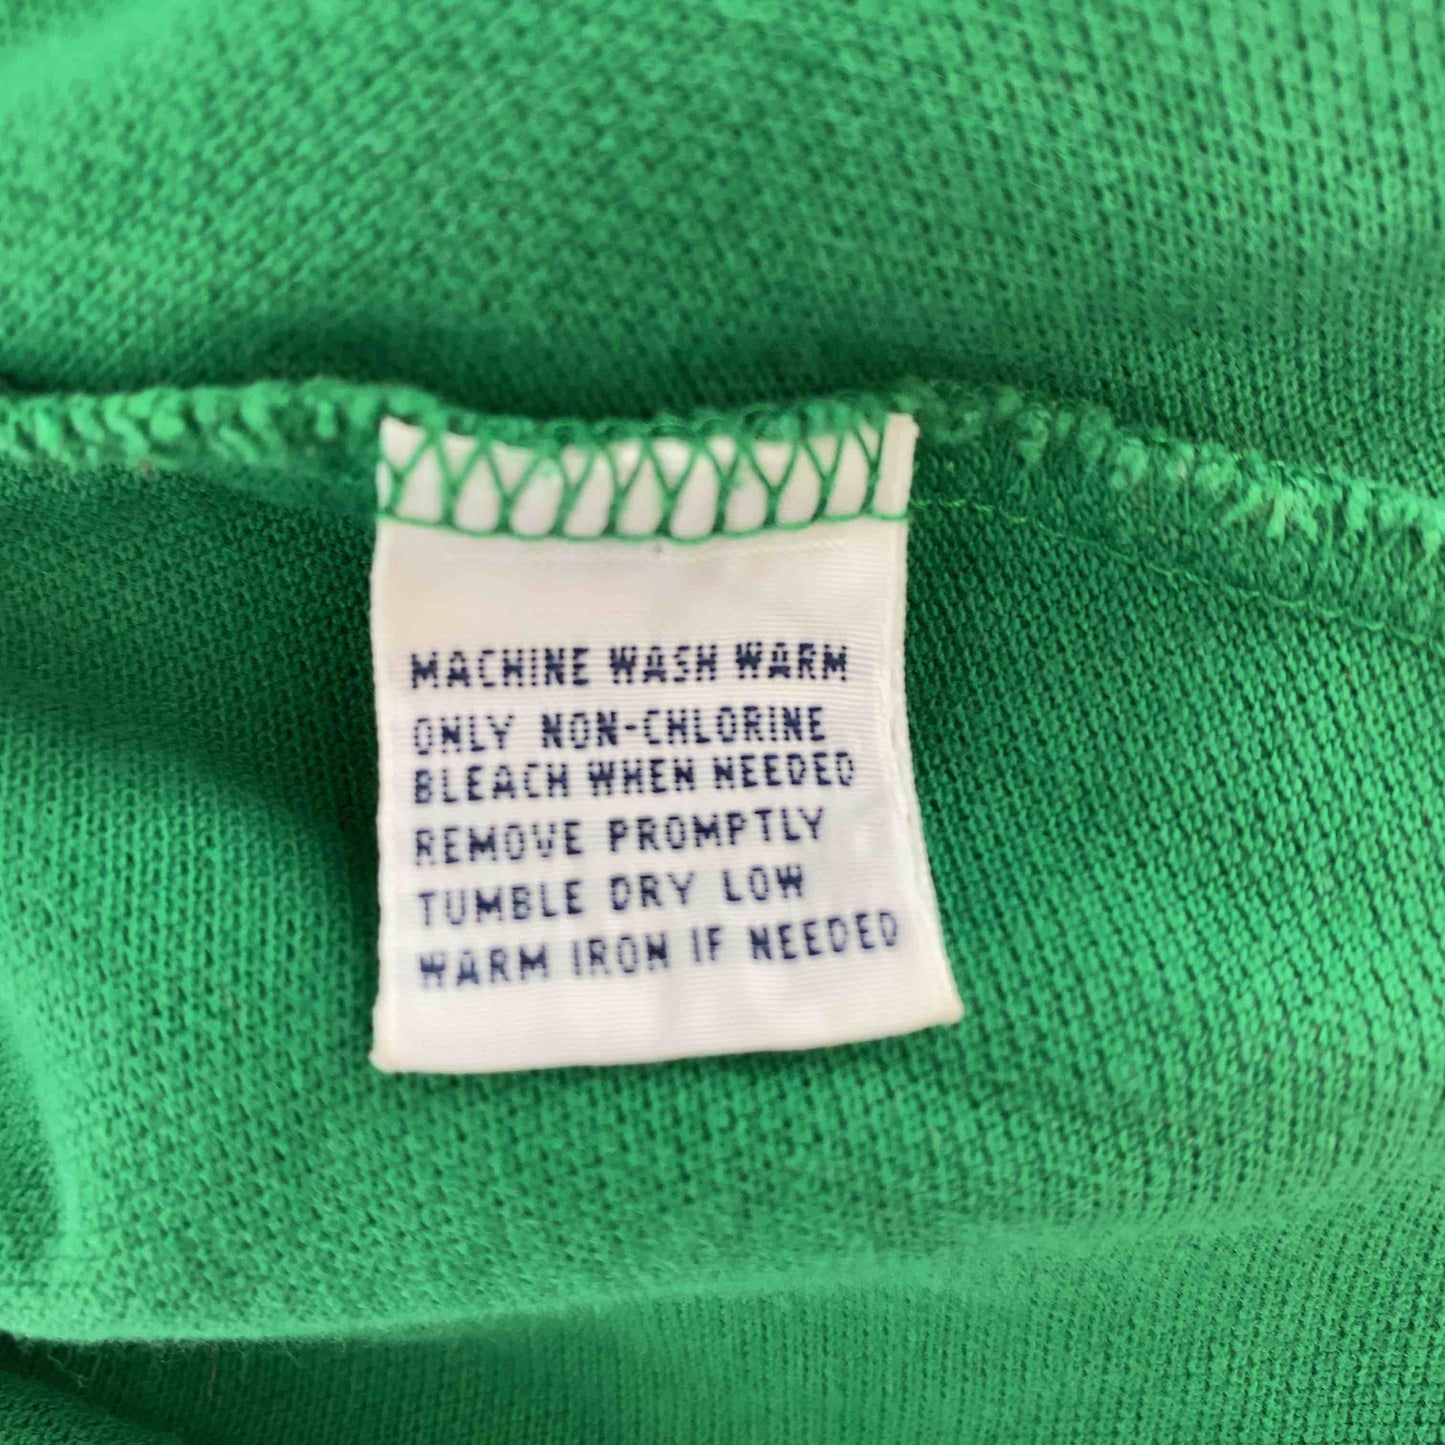 MACHINE WASH WARM
ONLY NON-CHLORINE
BLEACH WHEN NEEDED
REMOVE PROMPTLY
TUMBLE DRY LOW
WARM IRON IF NEEDED